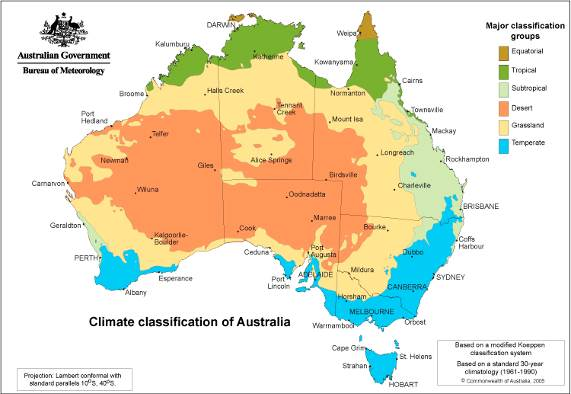 Australian Government
Bureau of Meteorology
Major classification
groups
Equatorial
Tropical
Subtropical
Desert
Grassland
Temperate
DARWIN
Weipa
Kalumburu
Katherine
Kowanyama
Cairns
Broome
Halls Creek
Normanton
Townsville
Port
Hedland
Tennant
Creek
Mount Isa
Mackay
Telfer
Longreach
Rockhampton
Newman
Giles
Alice Springs
Birdsville
Carnarvon
Wiluna
Oodnadatta
Charleville
BRISBANE
Geraldton
Kalgoorlie-
Boulder
Cook
Marree
Bourke
Coffs
Harbour
PERTH
Ceduna
Port
Augusta
Dubbo
Esperance
Port
Lincoln
ADELAIDE
Mildura
SYDNEY
Albany
Horsham
CANBERRA
MELBOURNE
Warrnambool
Orbost
Climate classification of Australia
Cape Grim
St. Helens
Strahan
HOBART
Projection: Lambert conformal with
standard parallels 10°S, 40°S.
Based on a modified Koeppen
classification system
Based on a standard 30-year
climatology (1961-1990)
© Commonwealth of Australia, 2005